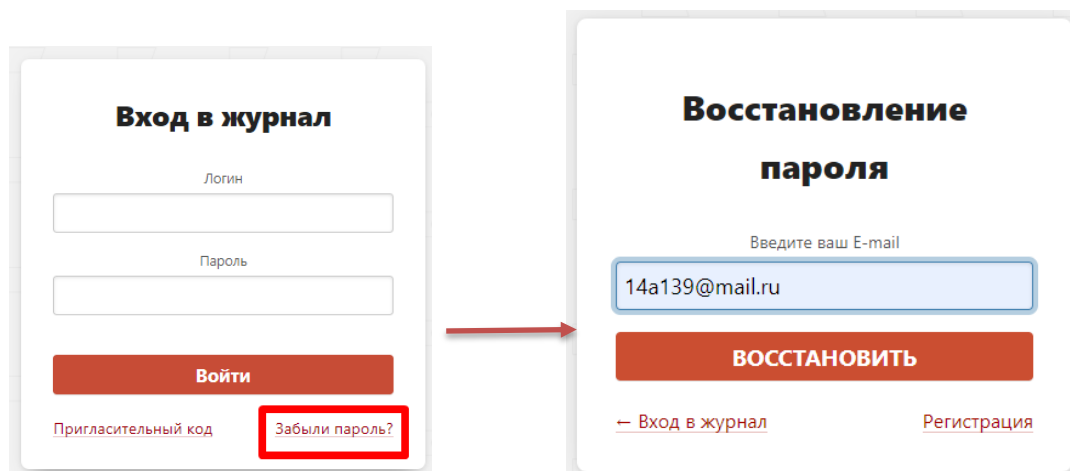 Вход в журнал
Логин
Пароль
Войти
Пригласительный код
Забыли пароль?
Восстановление
пароля
Введите ваш E-mail
14a139@mail.ru
ВОССТАНОВИТЬ
← Вход в журнал
Регистрация